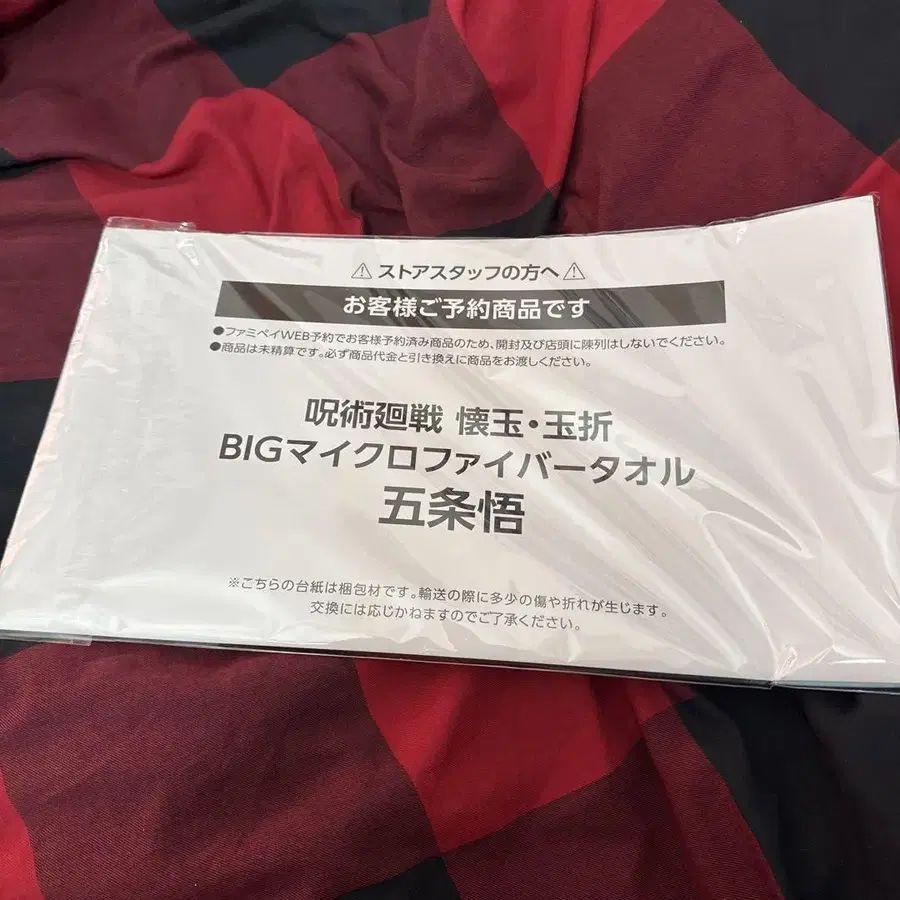 ⚠ストアスタッフの方へ⚠
お客様ご予約商品です
●ファミペイWEB予約でお客様予約済み商品のため、開封及び店頭に陳列はしないでください。
●商品は未精算です。必ず商品代金と引き換えに商品をお渡しください。
呪術廻戦 懐玉・玉折
BIGマイクロファイバータオル
五条悟
※こちらの台紙は梱包材です。輸送の際に多少の傷や折れが生じます。
交換には応じかねますのでご了承ください。